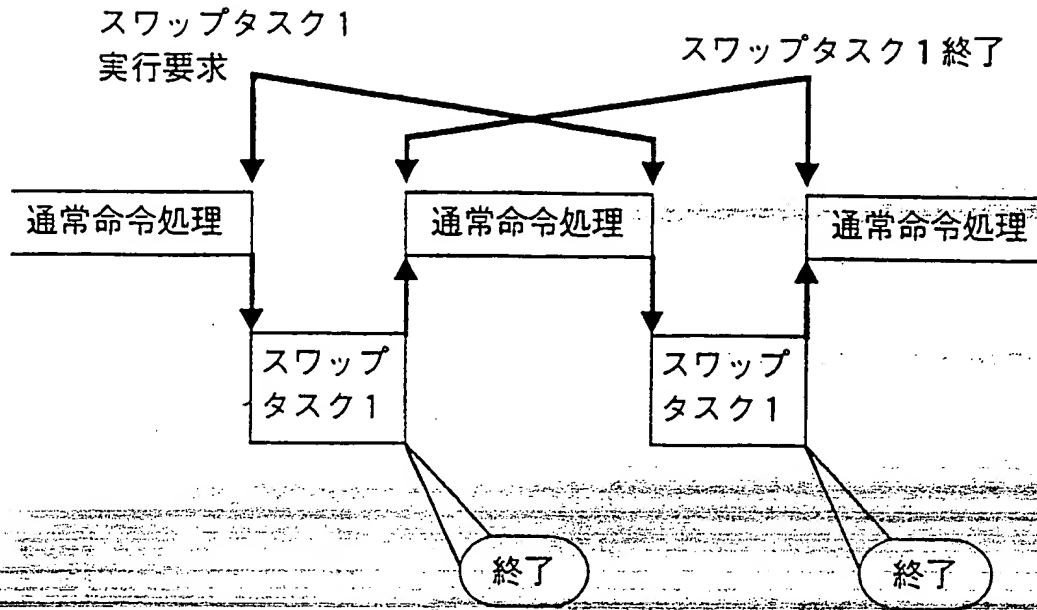 スワップタスク1
実行要求
スワップタスク1終了
通常命令処理
通常命令処理
通常命令処理
スワップ
タスク1
スワップ
タスク1
終了
終了